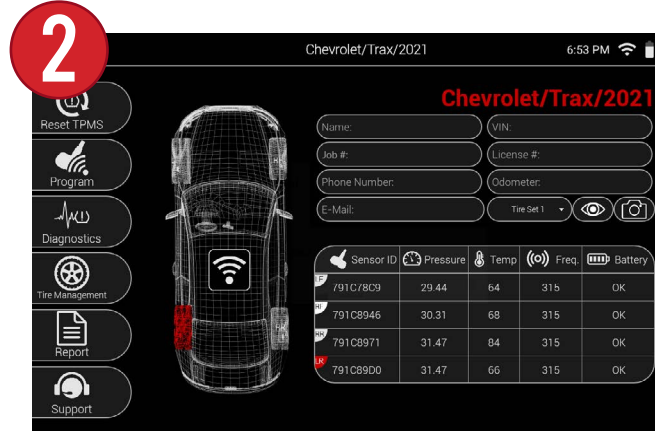 2
Chevrolet/Trax/2021
6:53 PM
Chevrolet/Trax/2021
Reset TPMS
Program
Diagnostics
Tire Management
Report
Support
Name:
VIN:
Job #:
License #:
Phone Number:
Odometer:
E-Mail:
Tire Set 1
Sensor ID Pressure Temp Freq. Battery
LF 791C78C9 29.44 64 315 OK
791C8946 30.31 68 315 OK
791C8971 31.47 84 315 OK
LR 791C89D0 31.47 66 315 OK